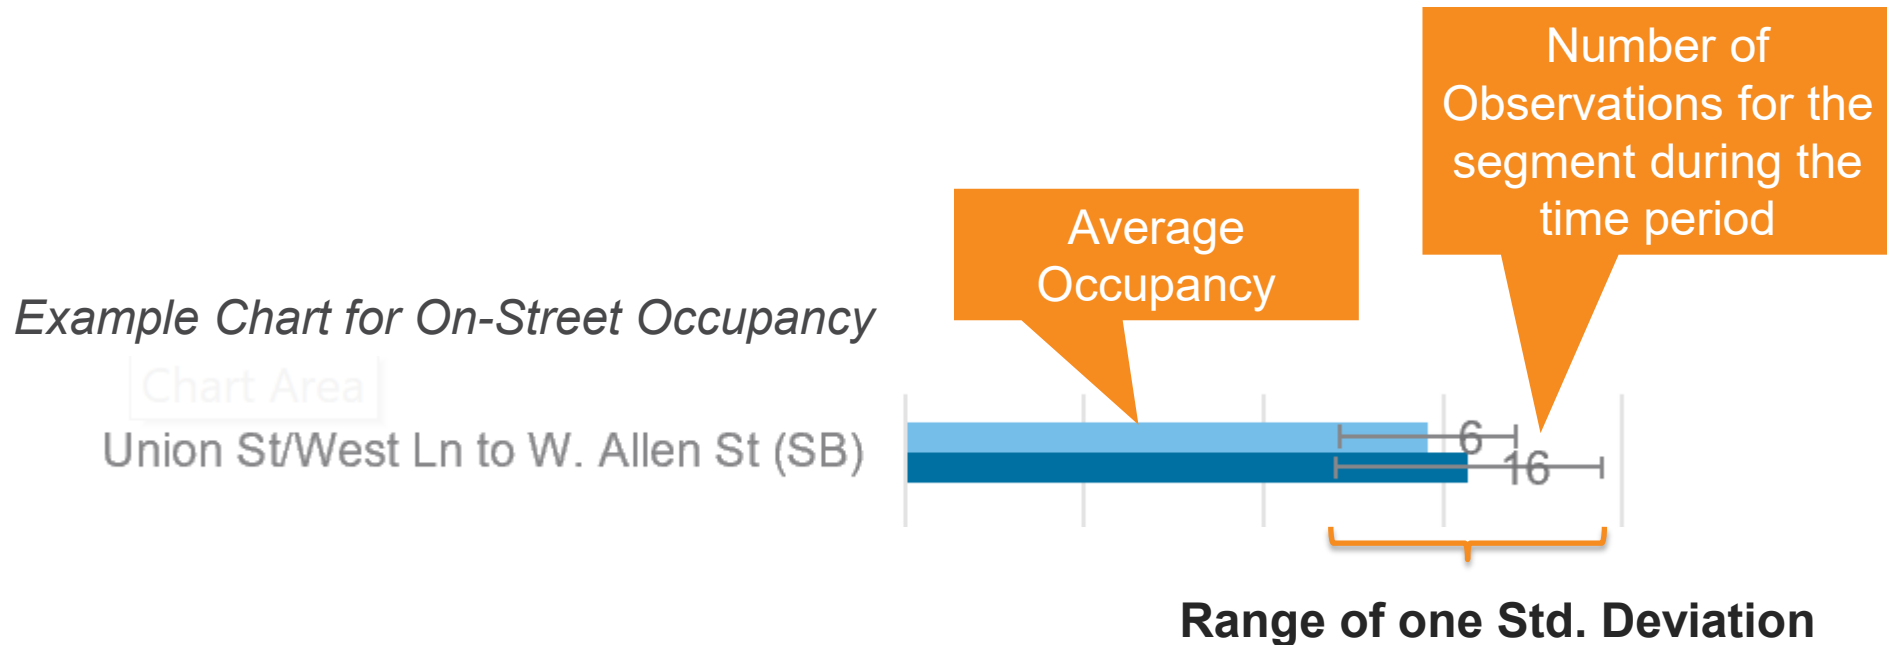 Number of
Observations for the
segment during the
time period
Average
Occupancy
Example Chart for On-Street Occupancy
Chart Area
Union St/West Ln to W. Allen St (SB)
6
16
Range of one Std. Deviation